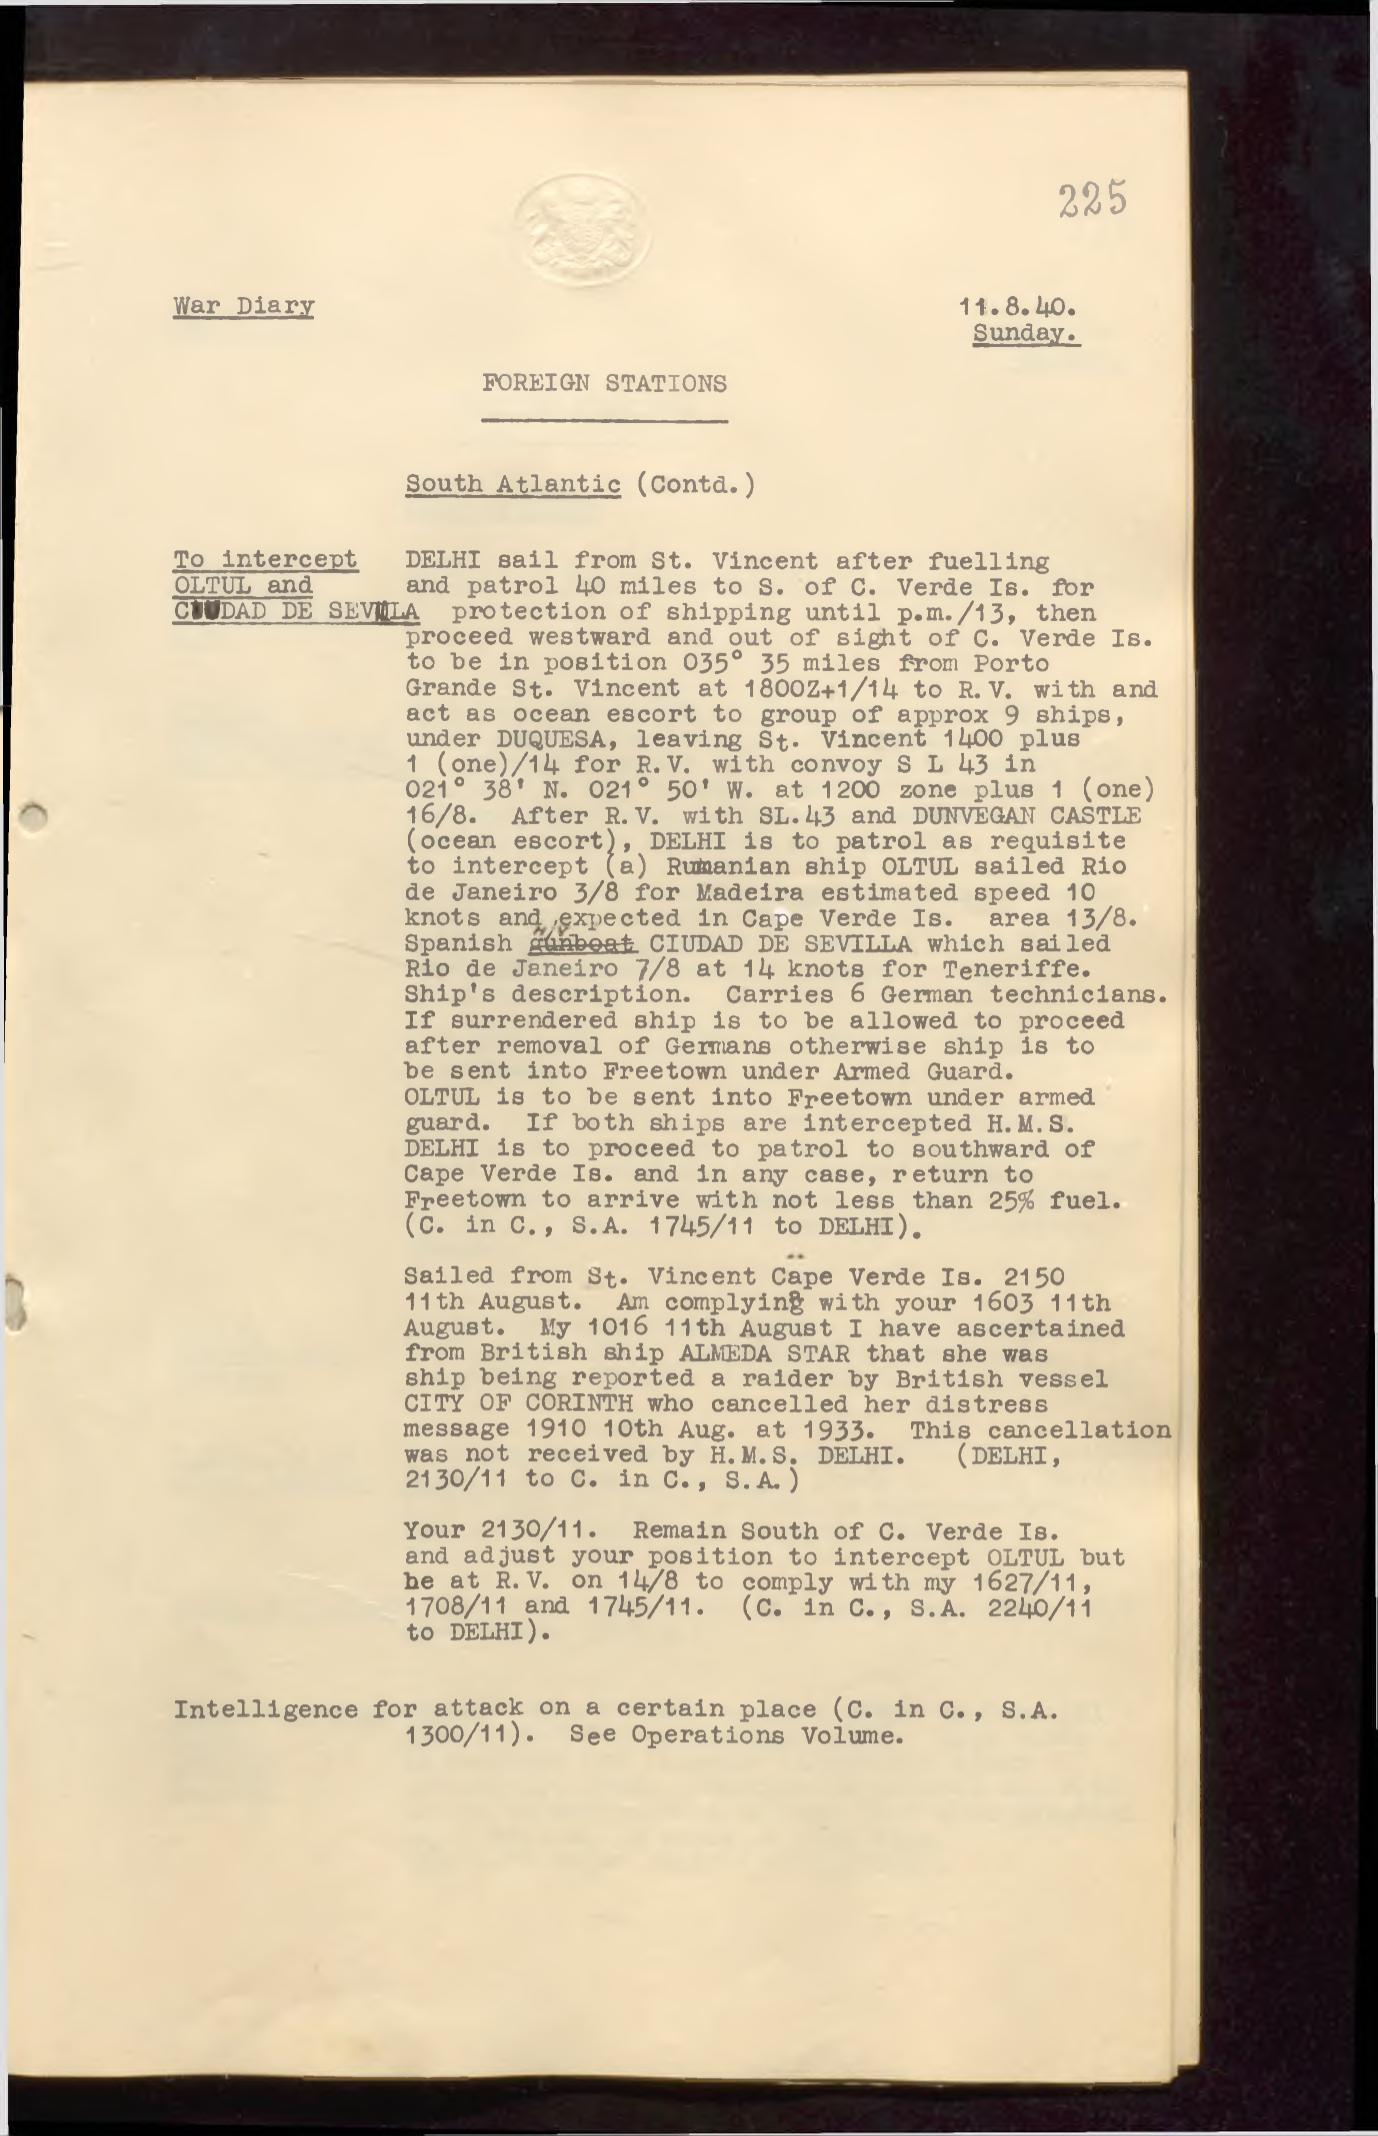 225
War Diary
11.8.40.
Sunday.
FOREIGN STATIONS
South Atlantic (Contd.)
To intercept
OLTUL and
CIUDAD DE SEVILLA
DELHI sail from St. Vincent after fuelling
and patrol 40 miles to S. of C. Verde Is. for
protection of shipping until p.m./13, then
proceed westward and out of sight of C. Verde Is.
to be in position 035° 35 miles from Porto
Grande St. Vincent at 1800Z+1/14 to R.V. with and
act as ocean escort to group of approx 9 ships,
under DUQUESA, leaving St. Vincent 1400 plus
1 (one)/14 for R.V. with convoy S L 43 in
021° 38' N. 021° 50' W. at 1200 zone plus 1 (one)
16/8. After R.V. with SL.43 and DUNVEGAN CASTLE
(ocean escort), DELHI is to patrol as requisite
to intercept (a) Rumanian ship OLTUL sailed Rio
de Janeiro 3/8 for Madeira estimated speed 10
knots and expected in Cape Verde Is. area 13/8.
Spanish gunboat CIUDAD DE SEVILLA which sailed
Rio de Janeiro 7/8 at 14 knots for Teneriffe.
Ship's description. Carries 6 German technicians.
If surrendered ship is to be allowed to proceed
after removal of Germans otherwise ship is to
be sent into Freetown under Armed Guard.
OLTUL is to be sent into Freetown under armed
guard. If both ships are intercepted H.M.S.
DELHI is to proceed to patrol to southward of
Cape Verde Is. and in any case, return to
Freetown to arrive with not less than 25% fuel.
(C. in C., S.A. 1745/11 to DELHI).
Sailed from St. Vincent Cape Verde Is. 2150
11th August. Am complying with your 1603 11th
August. My 1016 11th August I have ascertained
from British ship ALMEDA STAR that she was
ship being reported a raider by British vessel
CITY OF CORINTH who cancelled her distress
message 1910 10th Aug. at 1933. This cancellation
was not received by H.M.S. DELHI. (DELHI,
2130/11 to C. in C., S.A.)
Your 2130/11. Remain South of C. Verde Is.
and adjust your position to intercept OLTUL but
be at R.V. on 14/8 to comply with my 1627/11,
1708/11 and 1745/11. (C. in C., S.A. 2240/11
to DELHI).
Intelligence for attack on a certain place (C. in C., S.A.
1300/11). See Operations Volume.